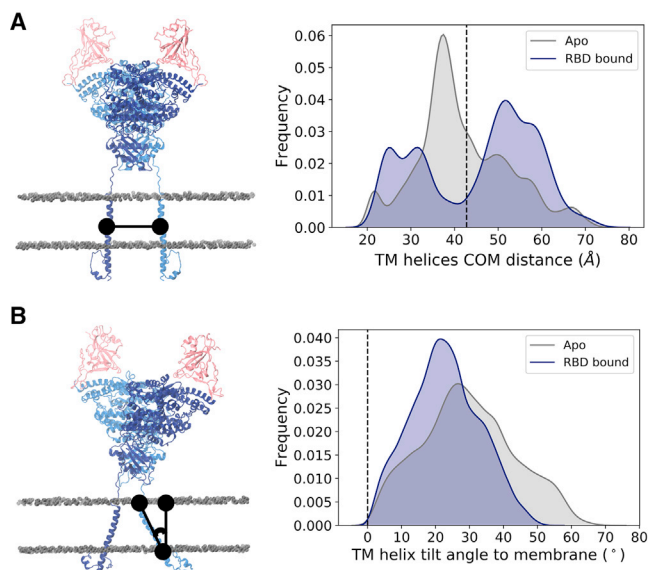 A
Frequency
0.06
0.05
0.04
0.03
0.02
0.01
0.00
Apo
RBD bound
20 30 40 50 60 70 80
TM helices COM distance (Å)
B
Frequency
0.040
0.035
0.030
0.025
0.020
0.015
0.010
0.005
0.000
Apo
RBD bound
0 10 20 30 40 50 60 70 80
TM helix tilt angle to membrane (°)